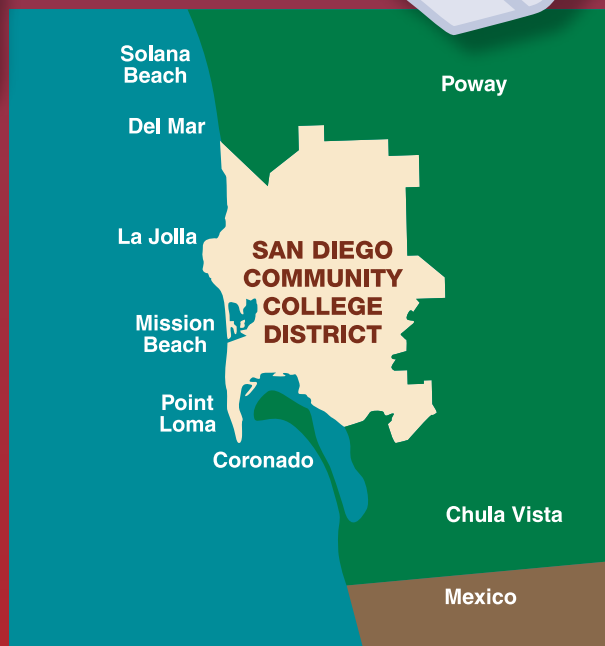 Solana
Beach
Poway
Del Mar
La Jolla
SAN DIEGO
COMMUNITY
COLLEGE
DISTRICT
Mission
Beach
Point
Loma
Coronado
Chula Vista
Mexico